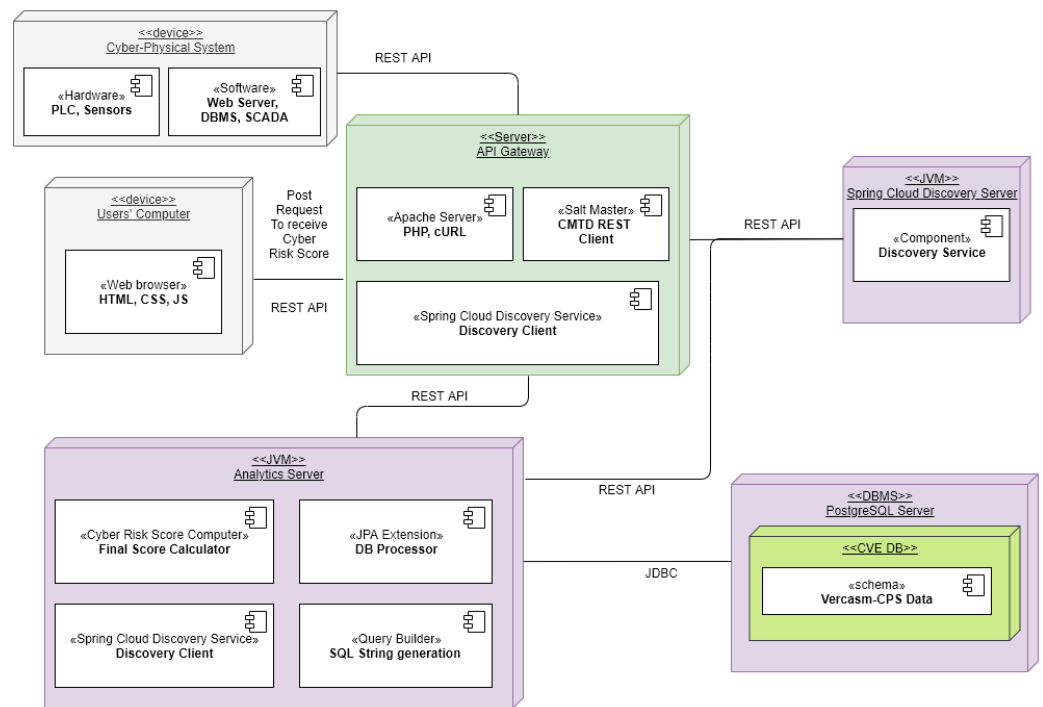 <<device>>
Cyber-Physical System
«Hardware»
PLC, Sensors
«Software»
Web Server,
DBMS, SCADA
REST API
<<Server>>
API Gateway
«Apache Server»
PHP, cURL
«Salt Master»
CMTD REST
Client
«Spring Cloud Discovery Service»
Discovery Client
<<device>>
Users' Computer
«Web browser»
HTML, CSS, JS
Post
Request
To receive
Cyber
Risk Score
REST API
<<JVM>>
Spring Cloud Discovery Server
«Component»
Discovery Service
REST API
REST API
<<JVM>>
Analytics Server
«Cyber Risk Score Computer»
Final Score Calculator
«JPA Extension»
DB Processor
«Spring Cloud Discovery Service»
Discovery Client
«Query Builder»
SQL String generation
REST API
JDBC
<<DBMS>>
PostgreSQL Server
<<CVE DB>>
«schema»
Vercasm-CPS Data